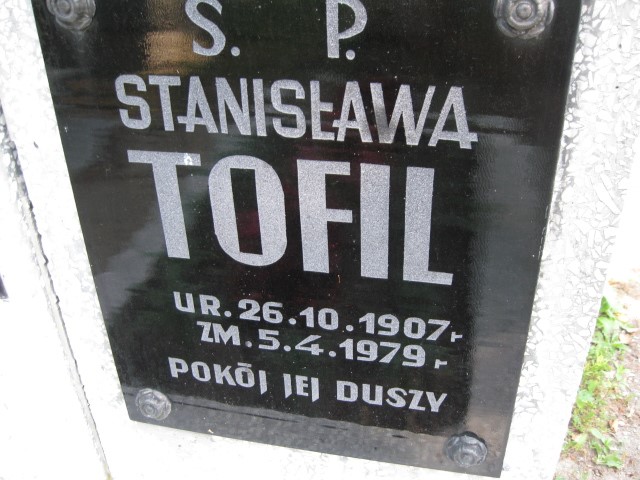 S. P.
STANISŁAWA
TOFIL
UR. 26.10.1907 r
ZM. 5.4.1979 r
POKÓJ JEJ DUSZY